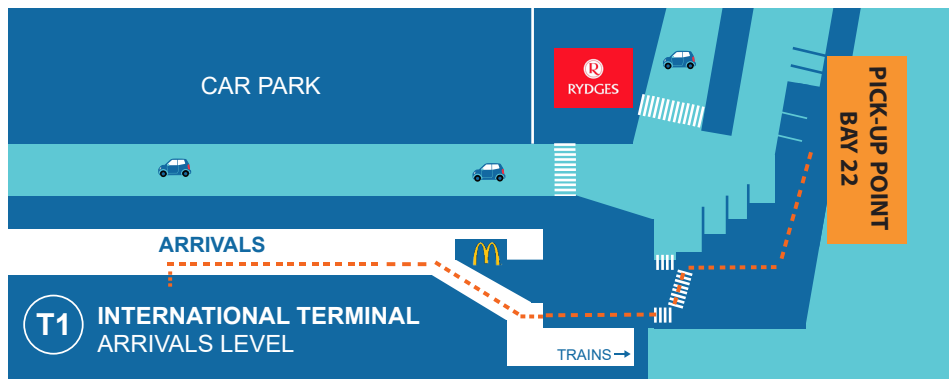 CAR PARK
R
RYDGES
PICK-UP POINT
BAY 22
ARRIVALS
T1
INTERNATIONAL TERMINAL
ARRIVALS LEVEL
TRAINS